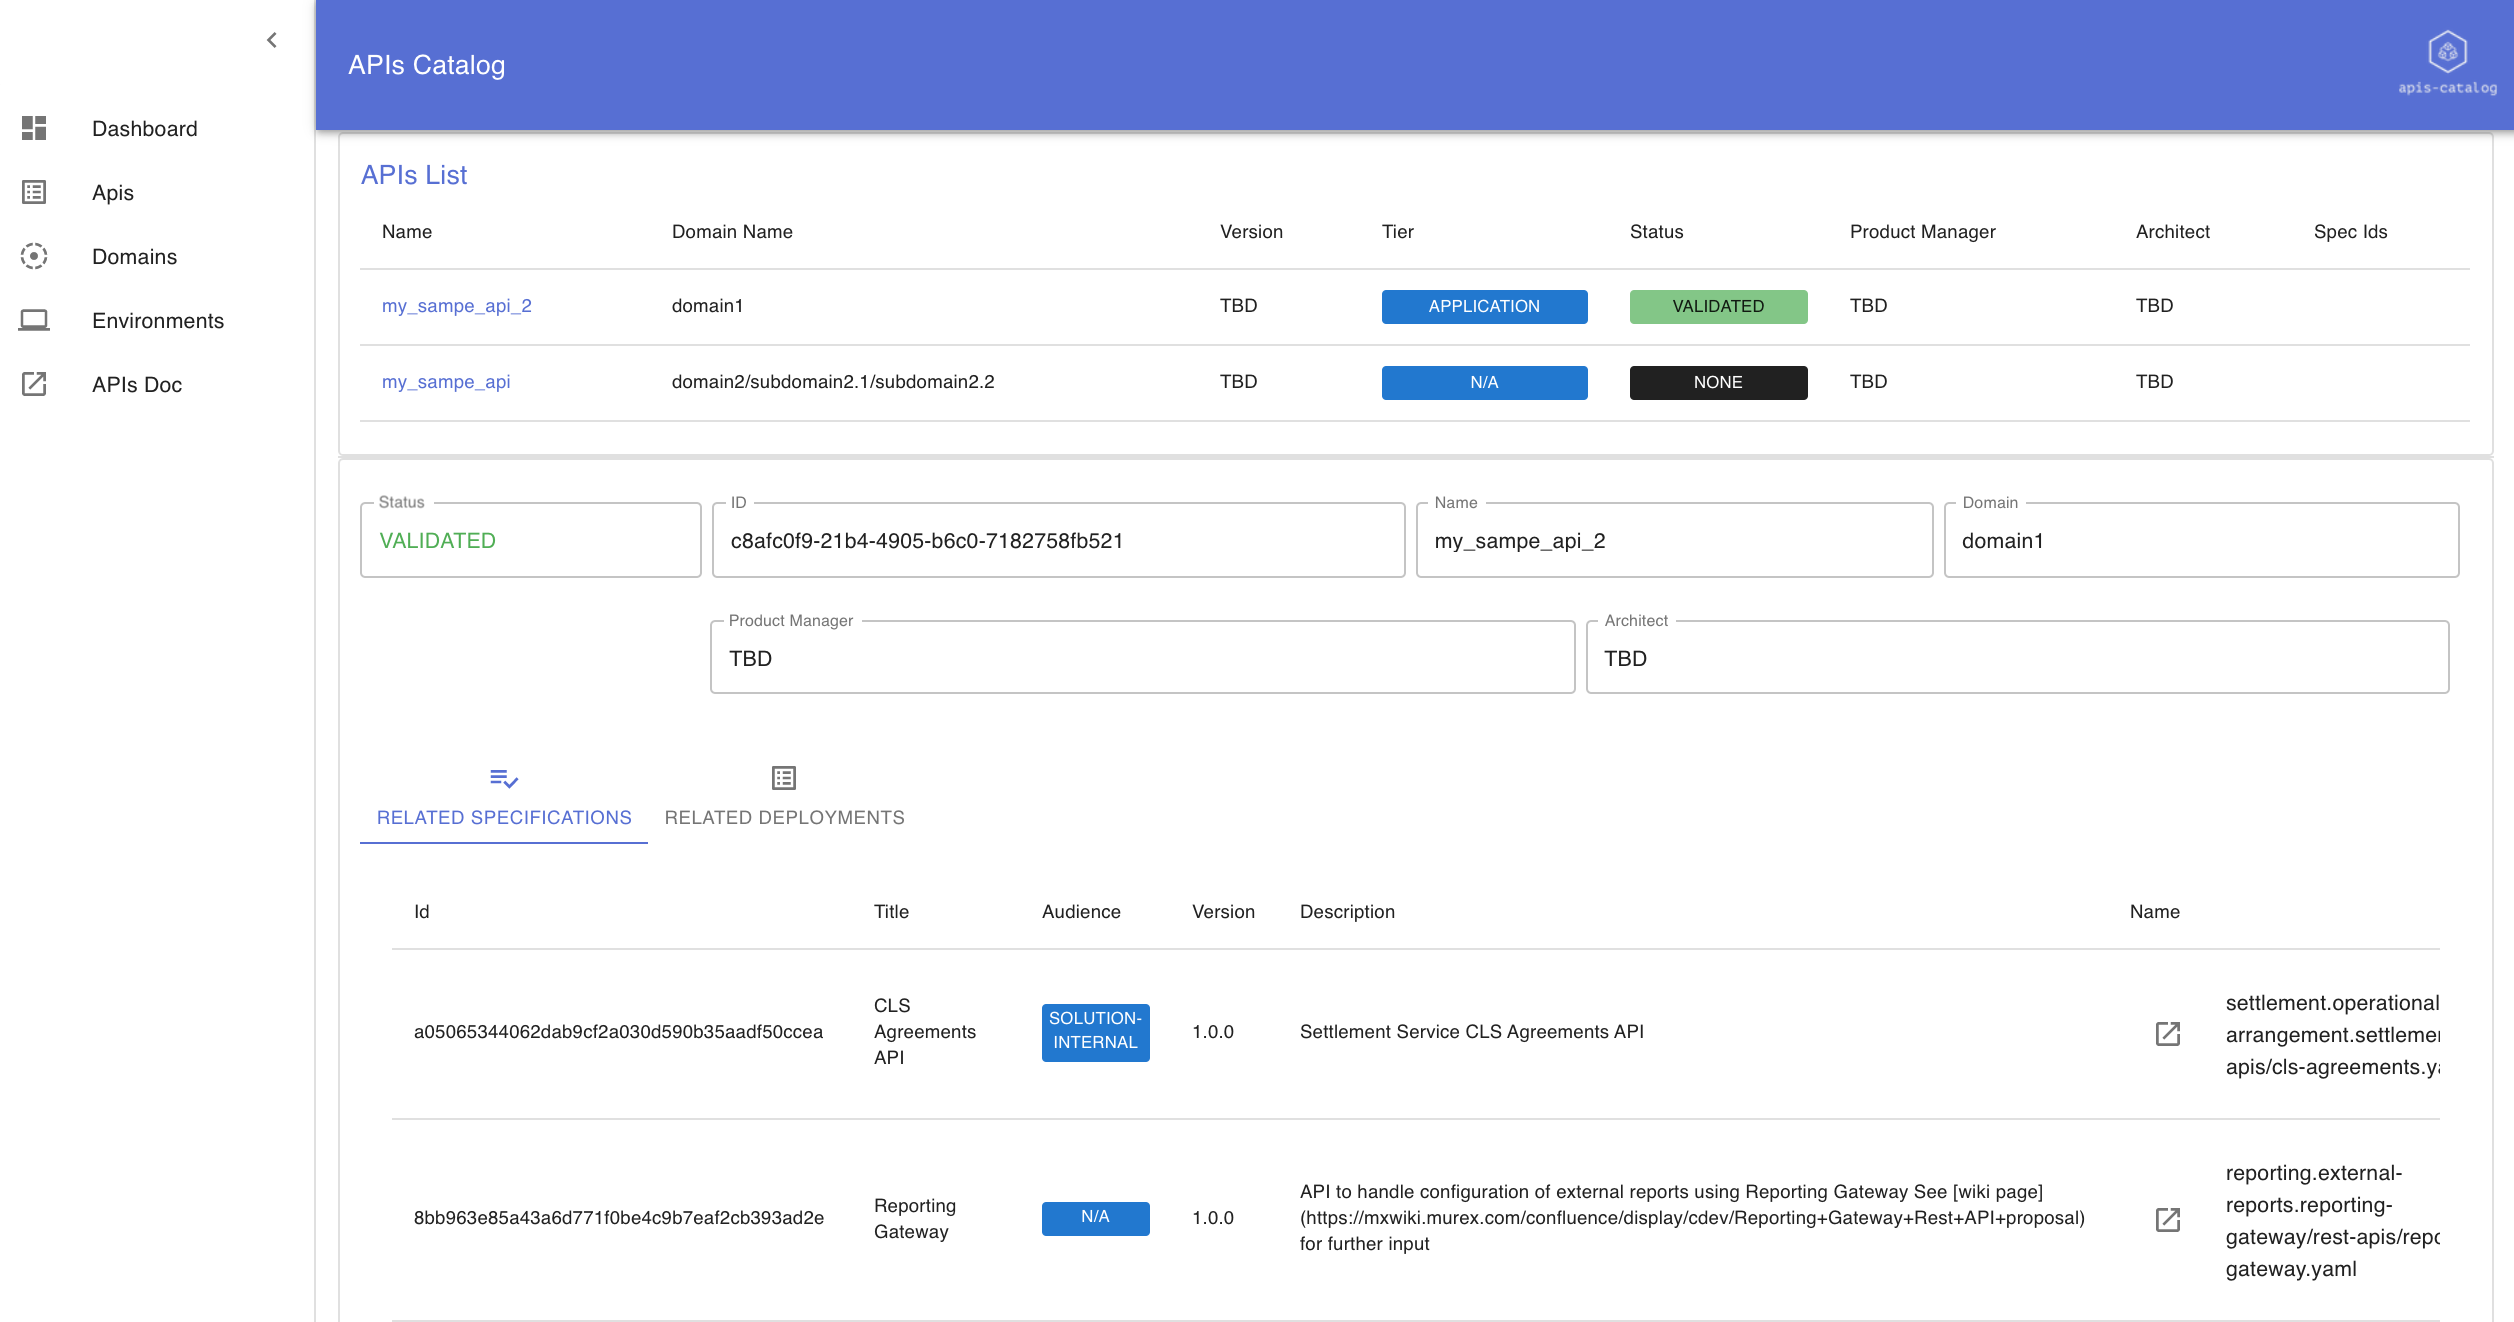 APIs Catalog
apis-catalog
Dashboard
Apis
Domains
Environments
APIs Doc
APIs List
Name Domain Name Version Tier Status Product Manager Architect Spec Ids
my_sampe_api_2 domain1 TBD APPLICATION VALIDATED TBD TBD
my_sampe_api domain2/subdomain2.1/subdomain2.2 TBD N/A NONE TBD TBD
Status ID Name Domain
VALIDATED c8afc0f9-21b4-4905-b6c0-7182758fb521 my_sampe_api_2 domain1
Product Manager Architect
TBD TBD
RELATED SPECIFICATIONS RELATED DEPLOYMENTS
Id Title Audience Version Description Name
a05065344062dab9cf2a030d590b35aadf50ccea
CLS
Agreements
API
SOLUTION-
INTERNAL
1.0.0
Settlement Service CLS Agreements API
settlement.operational
arrangement.settleme
apis/cls-agreements.y
8bb963e85a43a6d771f0be4c9b7eaf2cb393ad2e
Reporting
Gateway
N/A
1.0.0
API to handle configuration of external reports using Reporting Gateway See [wiki page]
(https://mxwiki.murex.com/confluence/display/cdev/Reporting+Gateway+Rest+API+proposal)
for further input
reporting.external-
reports.reporting-
gateway/rest-apis/repo
gateway.yaml